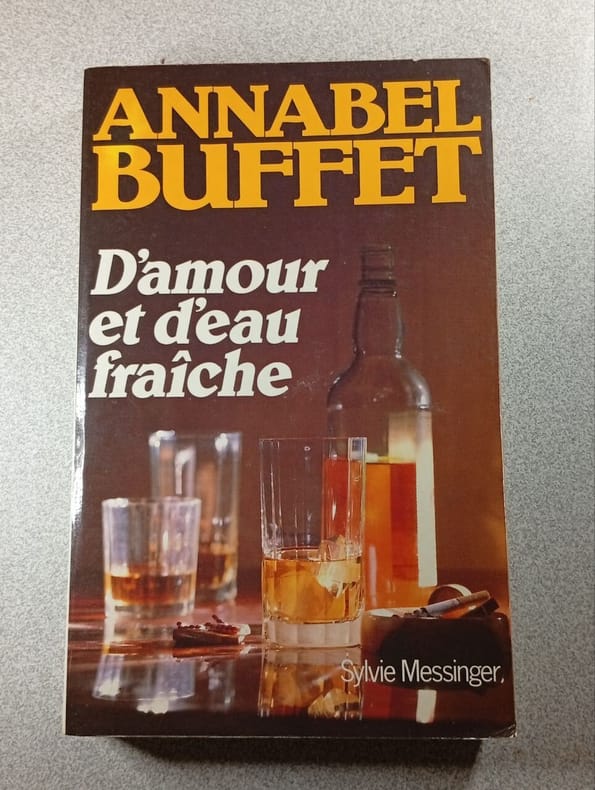 ANNABEL
BUFFET
D'amour
et d'eau
fraîche
Sylvie Messinger